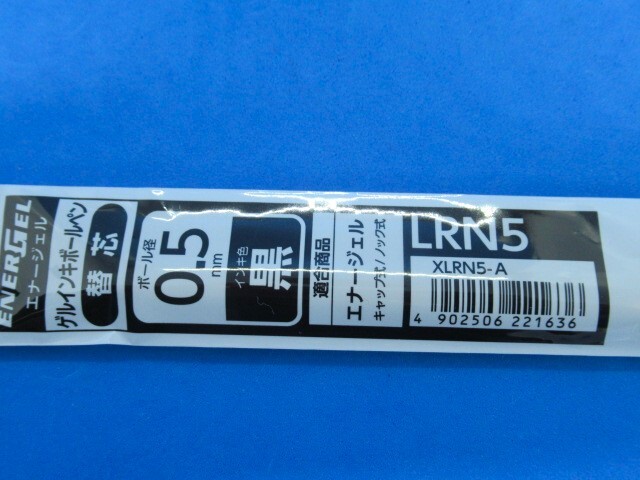 ENERGEL
エナージェル
ゲルインキボールペン
替芯
ボール径
0.5mm
インキ色
黒
適合商品
エナージェル
キャップ式/ノック式
LRN5
XLRN5-A
4 902506 221636